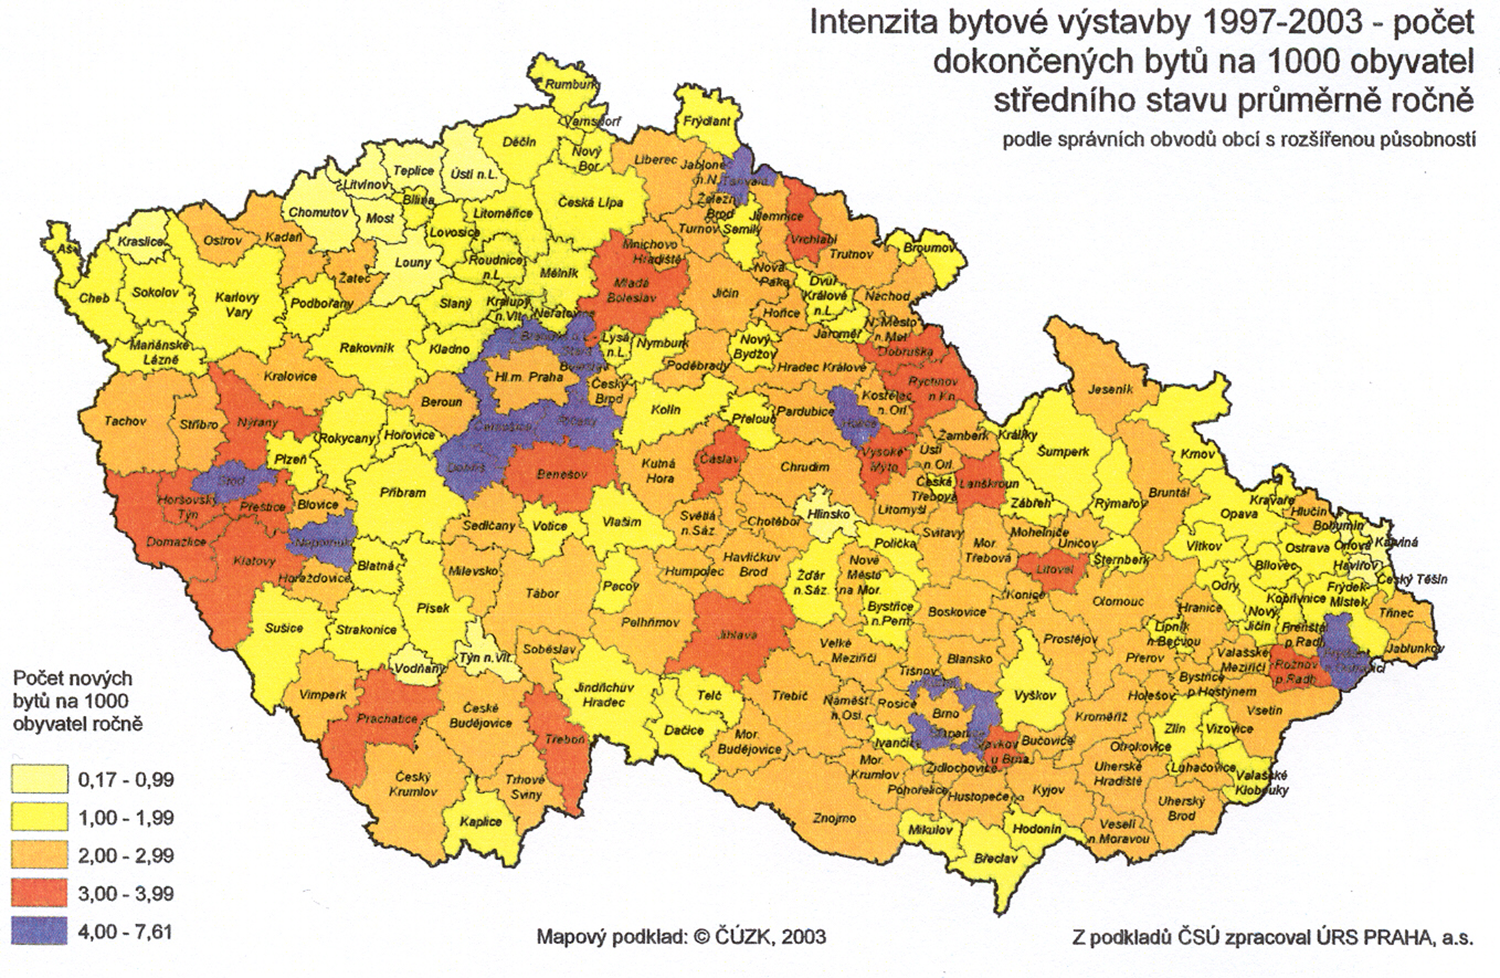 Intenzita bytové výstavby 1997-2003 - počet
dokončených bytů na 1000 obyvatel
středního stavu průměrně ročně
podle správních obvodů obcí s rozšířenou působností
Rumburk
Varnsdorf
Frýdlant
Děčín
Nový
Bor
Liberec
Jablonec
n.N.
Tanvald
Teplice
Ústí n.L.
Litvínov
Bílina
Česká Lípa
Železný
Brod
Chomutov
Most
Litoměřice
Lovosice
Turnov
Semily
Jilemnice
Vrchlabí
Trutnov
Broumov
Aš
Kraslice
Ostrov
Kadaň
Žatec
Louny
Roudnice
n.L.
Mělník
Mnichovo
Hradiště
Mladá
Boleslav
Nová
Paka
Dvůr
Králové
n.L.
Náchod
Jičín
Hořice
Cheb
Sokolov
Karlovy
Vary
Podbořany
Slaný
Kralupy
n.Vlt.
Neratovice
Jaroměř
N. Město
n.Met.
Mariánské
Lázně
Rakovník
Kladno
Lysá
n.L.
Nymburk
Nový
Bydžov
Dobruška
Kralovice
Hl.m. Praha
Poděbrady
Hradec Králové
Rychnov
n.Kn.
Jeseník
Beroun
Český
Brod
Kostelec
n.Orl.
Tachov
Stříbro
Nýřany
Rokycany
Hořovice
Kolín
Přelouč
Pardubice
Žamberk
Králíky
Plzeň
Benešov
Kutná
Hora
Čáslav
Chrudim
Vysoké
Mýto
Ústí
n.Orl.
Šumperk
Krnov
Stod
Horšovský
Týn
Přeštice
Blovice
Příbram
Česká
Třebová
Lanškroun
Zábřeh
Rýmařov
Bruntál
Sedlčany
Votice
Vlašim
Světlá
n.Sáz.
Chotěboř
Hlinsko
Litomyšl
Opava
Kravaře
Hlučín
Bohumín
Domažlice
Klatovy
Horažďovice
Blatná
Milevsko
Havlíčkův
Brod
Humpolec
Polička
Svitavy
Mor.
Třebová
Mohelnice
Uničov
Šternberk
Vítkov
Ostrava
Orlová
Karviná
Havířov
Bílovec
Český Těšín
Tábor
Pacov
Žďár
n.Sáz.
Nové
Město
na Mor.
Litovel
Konice
Olomouc
Odry
Frýdek-
Místek
Kopřivnice
Nový
Jičín
Třinec
Sušice
Strakonice
Písek
Pelhřimov
Jihlava
Bystřice
n.Pern.
Boskovice
Hranice
Lipník
n Bečvou
Frenštát
p.Radh.
Jablunkov
Vodňany
Týn n.Vlt.
Soběslav
Velké
Meziříčí
Blansko
Prostějov
Přerov
Valašské
Meziříčí
Rožnov
p.Radh.
Vimperk
Prachatice
České
Budějovice
Třeboň
Jindřichův
Hradec
Telč
Třebíč
Tišnov
Vyškov
Bystřice
p.Hostýnem
Holešov
Vsetín
Náměšť
n.Osl.
Rosice
Brno
Dačice
Mor.
Budějovice
Ivančice
Slavkov
u Brna
Bučovice
Kroměříž
Zlín
Vizovice
Otrokovice
Český
Krumlov
Trhové
Sviny
Mor.
Krumlov
Židlochovice
Uherské
Hradiště
Luhačovice
Valašské
Klobouky
Kaplice
Znojmo
Pohořelice
Hustopeče
Kyjov
Uherský
Brod
Mikulov
Hodonín
Veselí
n.Moravou
Břeclav
Počet nových
bytů na 1000
obyvatel ročně
0,17 - 0,99
1,00 - 1,99
2,00 - 2,99
3,00 - 3,99
4,00 - 7,61
Mapový podklad: © ČÚZK, 2003
Z podkladů ČSÚ zpracoval ÚRS PRAHA, a.s.